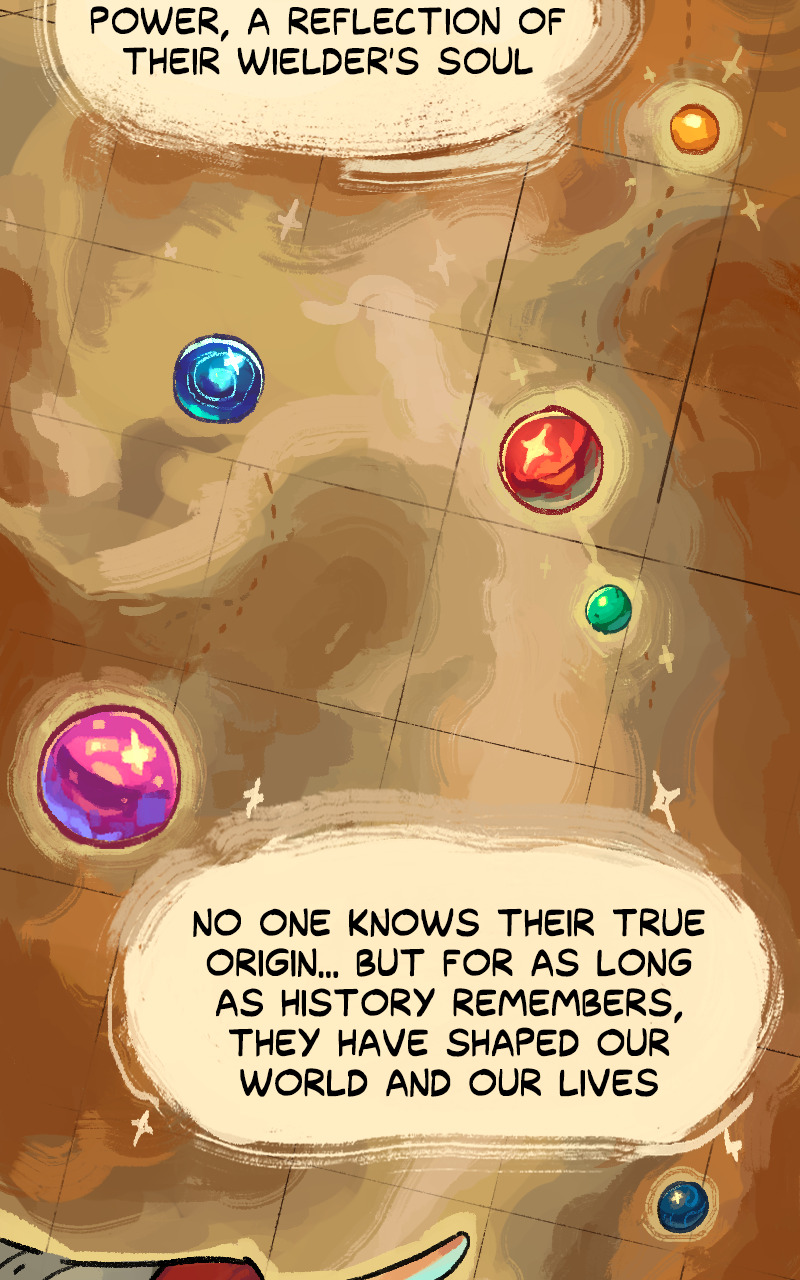 POWER, A REFLECTION OF
THEIR WIELDER'S SOUL
NO ONE KNOWS THEIR TRUE
ORIGIN... BUT FOR AS LONG
AS HISTORY REMEMBERS,
THEY HAVE SHAPED OUR
WORLD AND OUR LIVES